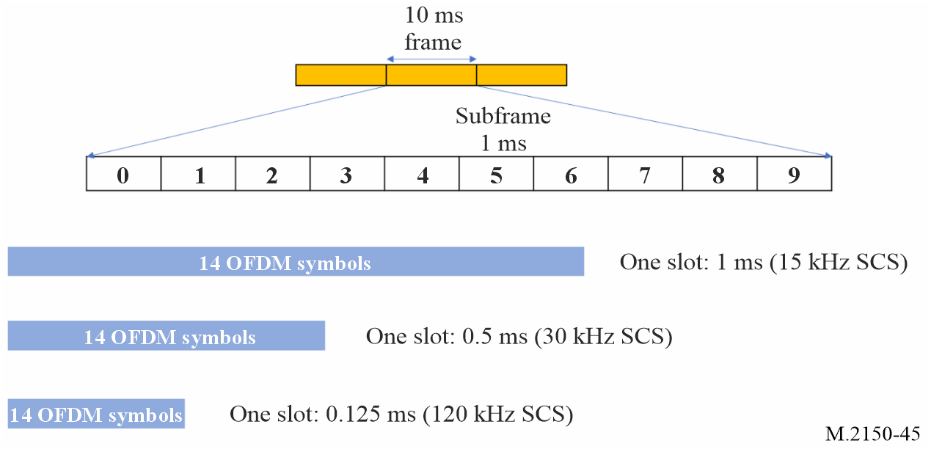 10 ms
frame
Subframe
1 ms
0 1 2 3 4 5 6 7 8 9
14 OFDM symbols One slot: 1 ms (15 kHz SCS)
14 OFDM symbols One slot: 0.5 ms (30 kHz SCS)
14 OFDM symbols One slot: 0.125 ms (120 kHz SCS)
M.2150-45